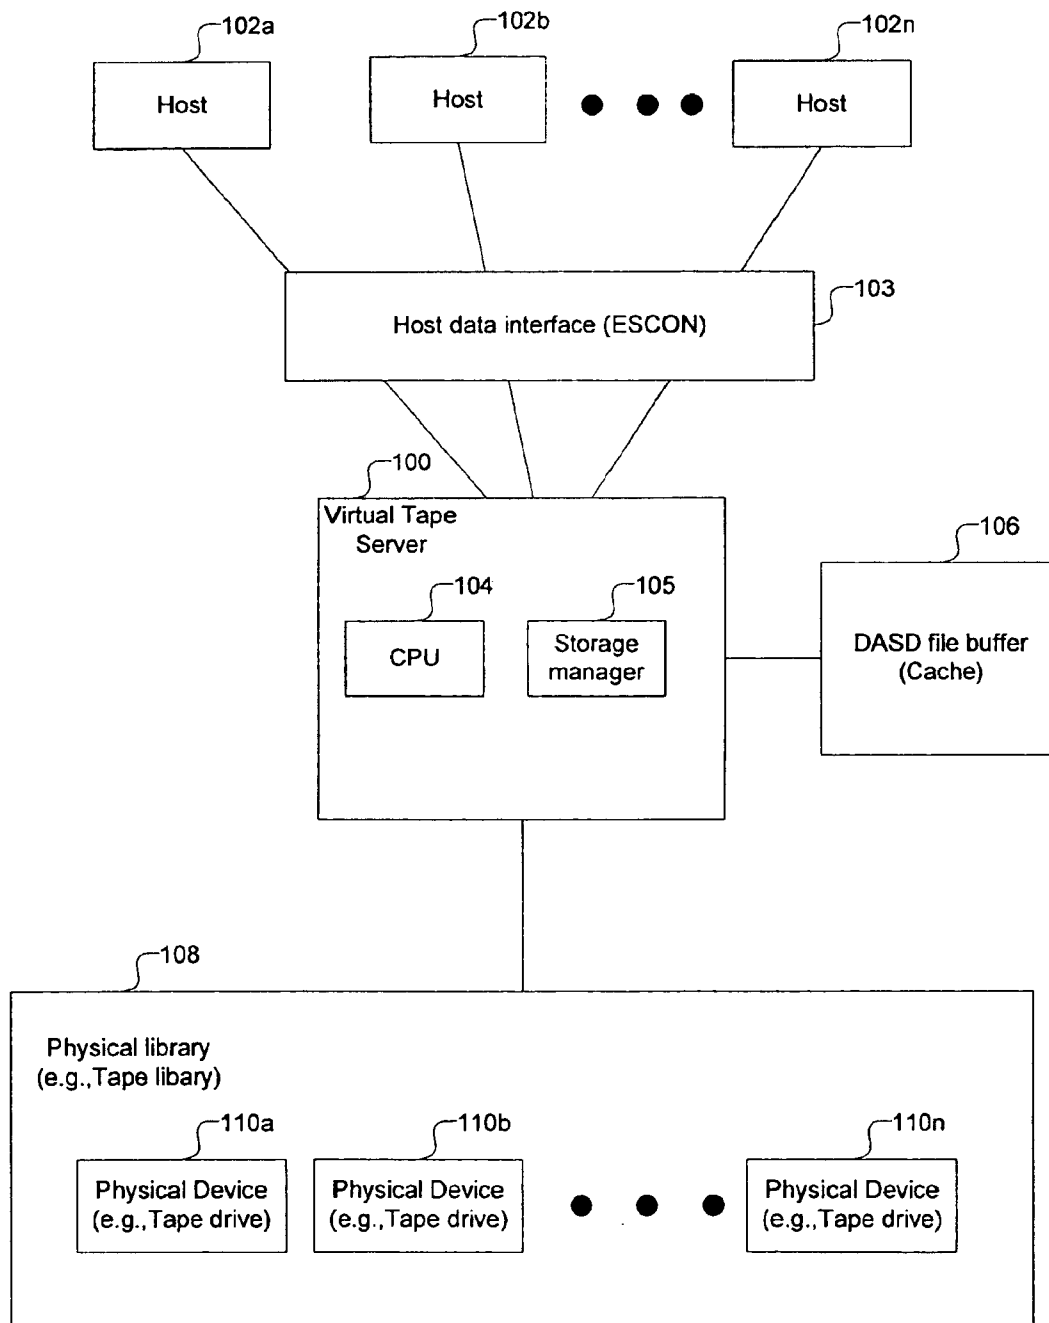 102a
102b
102n
Host
Host
Host
103
Host data interface (ESCON)
100
Virtual Tape
Server
106
104
105
CPU
Storage
manager
DASD file buffer
(Cache)
108
Physical library
(e.g.,Tape libary)
110a
110b
110n
Physical Device
(e.g.,Tape drive)
Physical Device
(e.g.,Tape drive)
Physical Device
(e.g.,Tape drive)